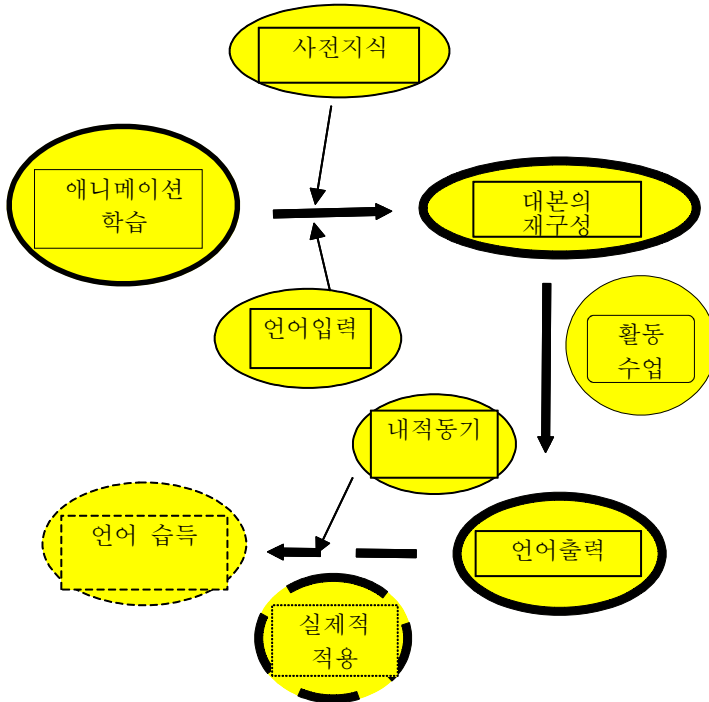 사전지식
애니메이션
학습
대본의
재구성
언어입력
활동
수업
내적동기
언어 습득
언어출력
실제적
적용